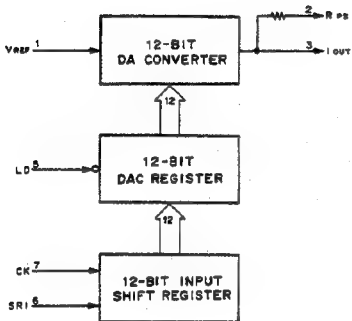 VREF 1
12-BIT
DA CONVERTER
2 RFB
3 I OUT
12
LD 5
12-BIT
DAC REGISTER
12
CK 7
SRI 6
12-BIT INPUT
SHIFT REGISTER